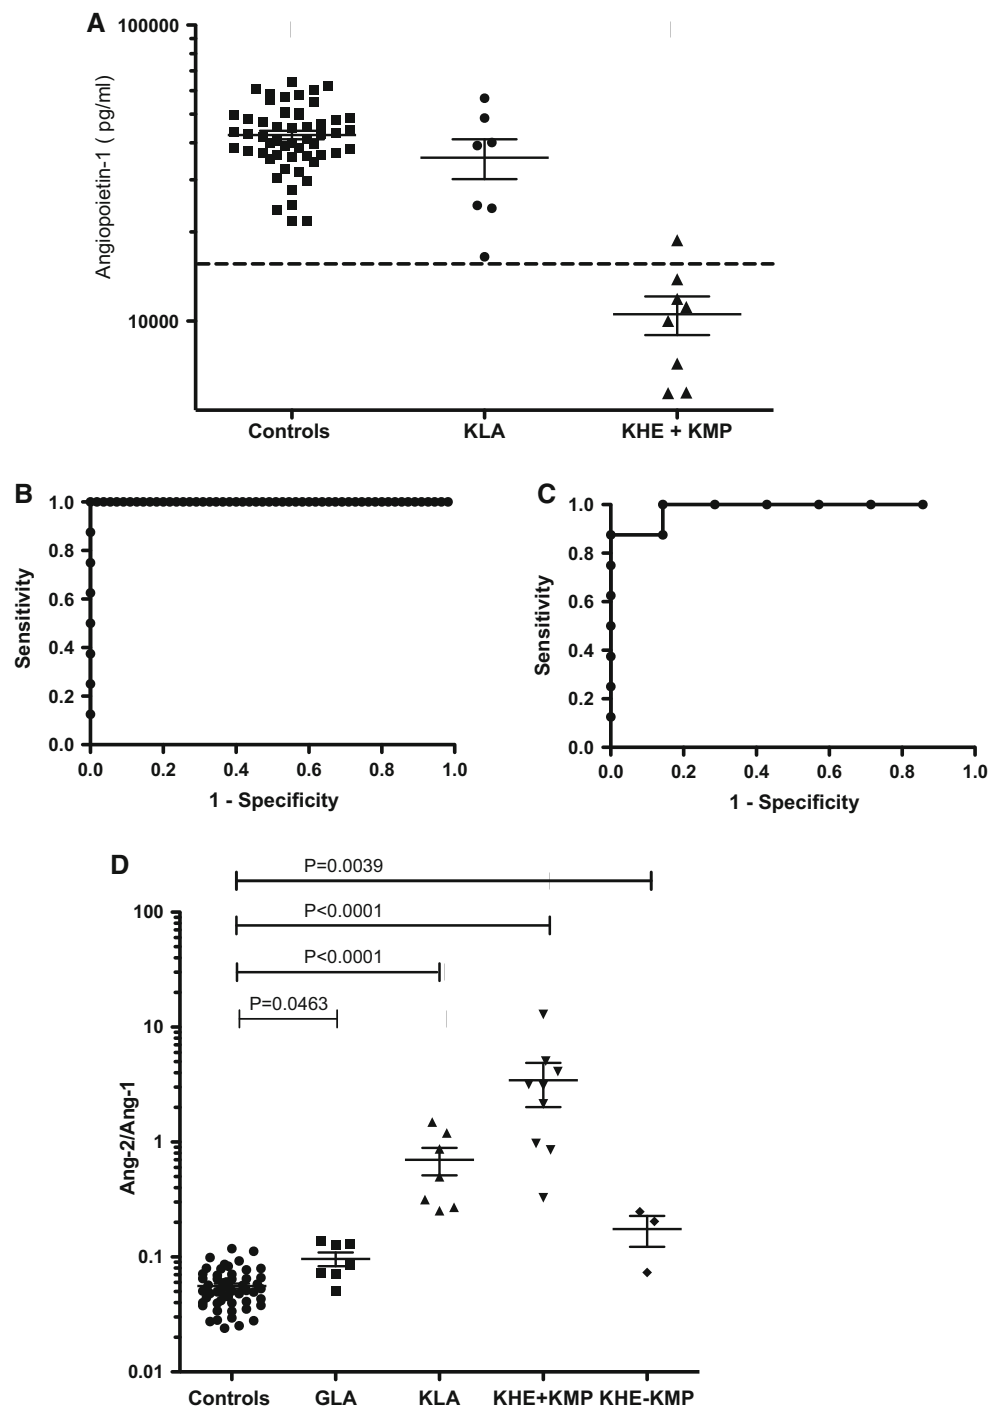 A
100000
10000
Angiopoietin-1 ( pg/ml)
Controls KLA KHE + KMP
B
1.0
0.8
0.6
0.4
0.2
0.0
Sensitivity
0.0 0.2 0.4 0.6 0.8 1.0
1 - Specificity
C
1.0
0.8
0.6
0.4
0.2
0.0
Sensitivity
0.0 0.2 0.4 0.6 0.8 1.0
1 - Specificity
D
P=0.0039
P<0.0001
P<0.0001
P=0.0463
100
10
1
0.1
0.01
Ang-2/Ang-1
Controls GLA KLA KHE+KMP KHE-KMP